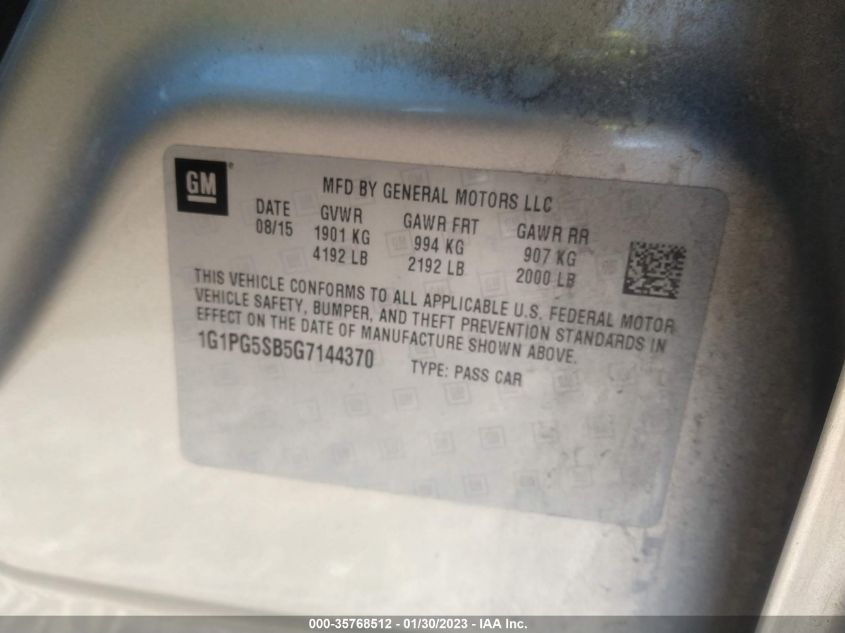 GM
MFD BY GENERAL MOTORS LLC
DATE GVWR GAWR FRT GAWR RR
08/15 1901 KG 994 KG 907 KG
4192 LB 2192 LB 2000 LB
THIS VEHICLE CONFORMS TO ALL APPLICABLE U.S. FEDERAL MOTOR
VEHICLE SAFETY, BUMPER, AND THEFT PREVENTION STANDARDS IN
EFFECT ON THE DATE OF MANUFACTURE SHOWN ABOVE.
1G1PG5SB5G7144370 TYPE: PASS CAR
000-35768512 - 01/30/2023 - IAA Inc.